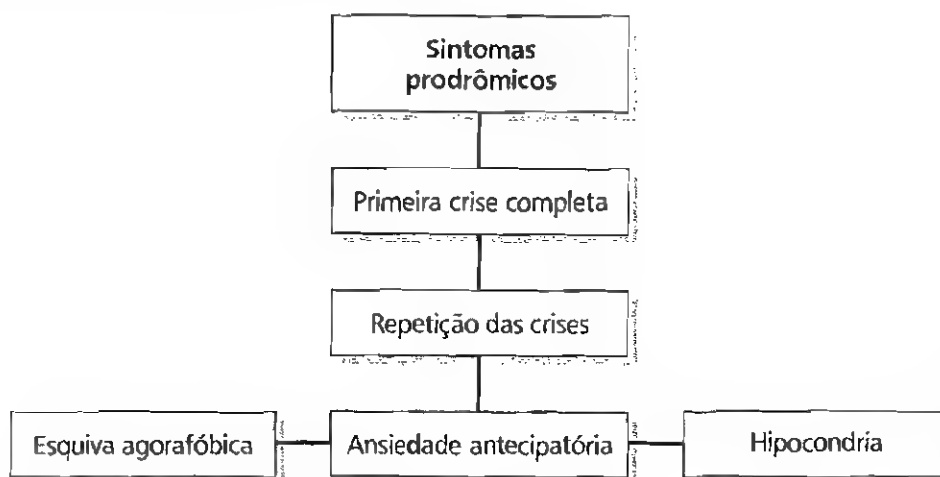 Sintomas
prodrômicos
Primeira crise completa
Repetição das crises
Esquiva agorafóbica
Ansiedade antecipatória
Hipocondria